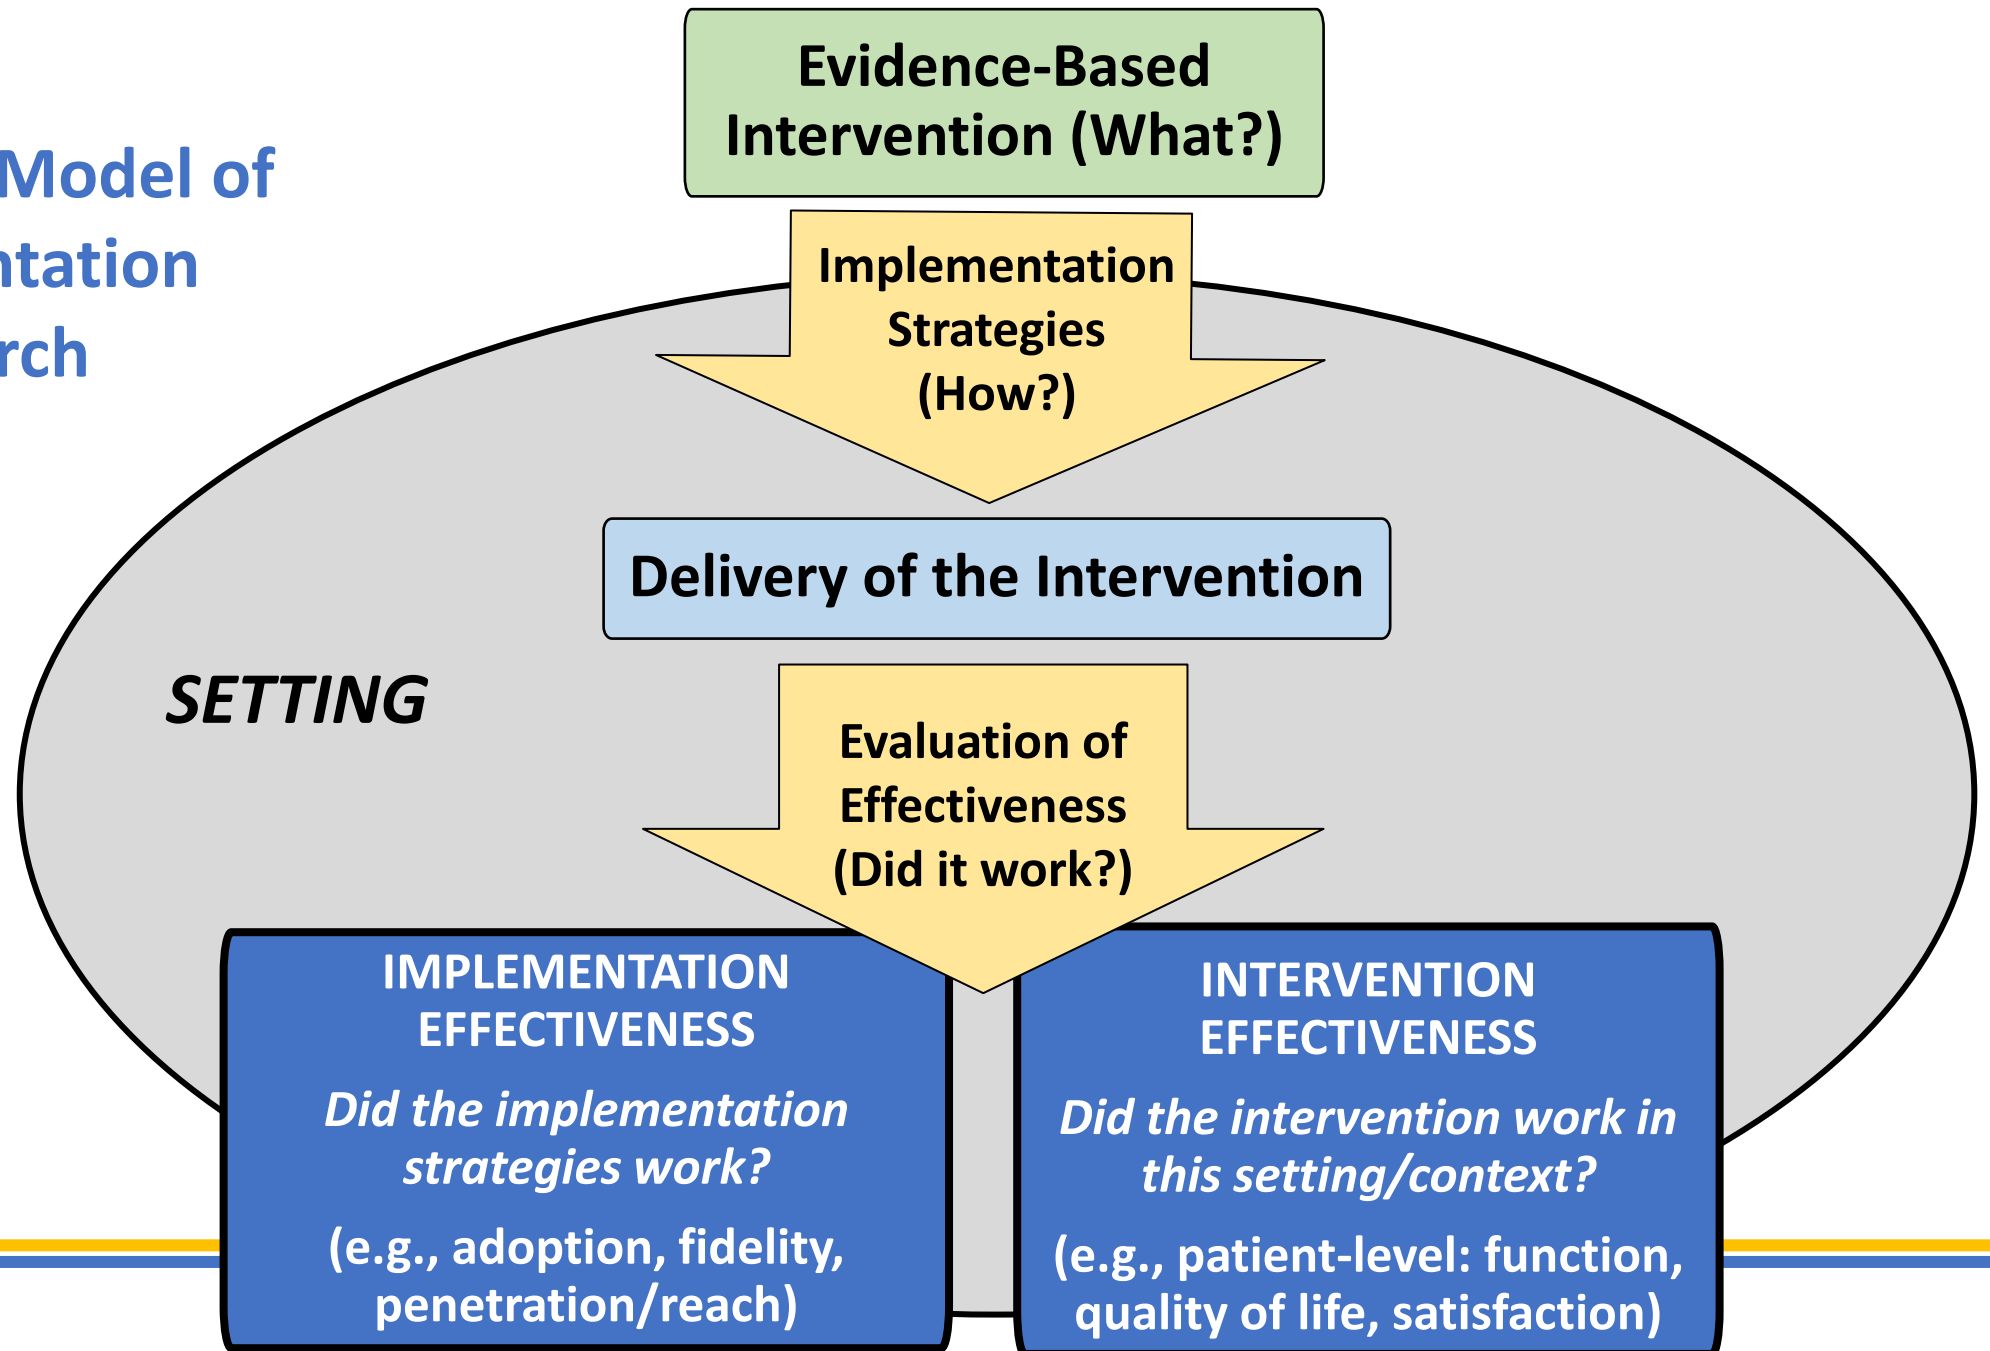 Model of
ntation
rch
Evidence-Based
Intervention (What?)
Implementation
Strategies
(How?)
Delivery of the Intervention
SETTING
Evaluation of
Effectiveness
(Did it work?)
IMPLEMENTATION
EFFECTIVENESS
Did the implementation
strategies work?
(e.g., adoption, fidelity,
penetration/reach)
INTERVENTION
EFFECTIVENESS
Did the intervention work in
this setting/context?
(e.g., patient-level: function,
quality of life, satisfaction)